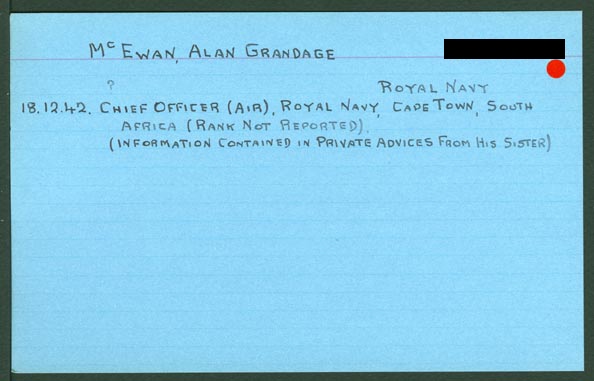 Mc EWAN, ALAN GRANDAGE
?
ROYAL NAVY
18.12.42. CHIEF OFFICER (AIR), ROYAL NAVY, CAPE TOWN, SOUTH
AFRICA (RANK NOT REPORTED).
(INFORMATION CONTAINED IN PRIVATE ADVICES FROM HIS SISTER)